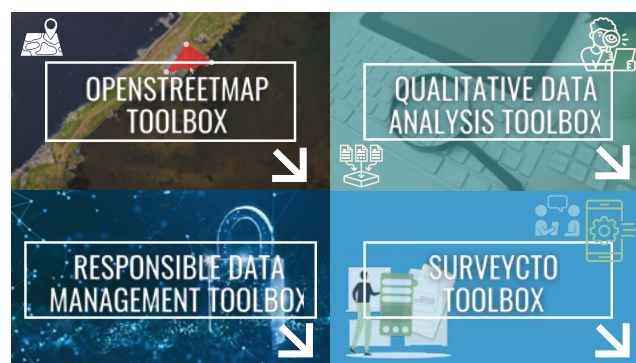 OPENSTREETMAP
TOOLBOX
QUALITATIVE DATA
ANALYSIS TOOLBOX
RESPONSIBLE DATA
MANAGEMENT TOOLBOX
SURVEYCTO
TOOLBOX